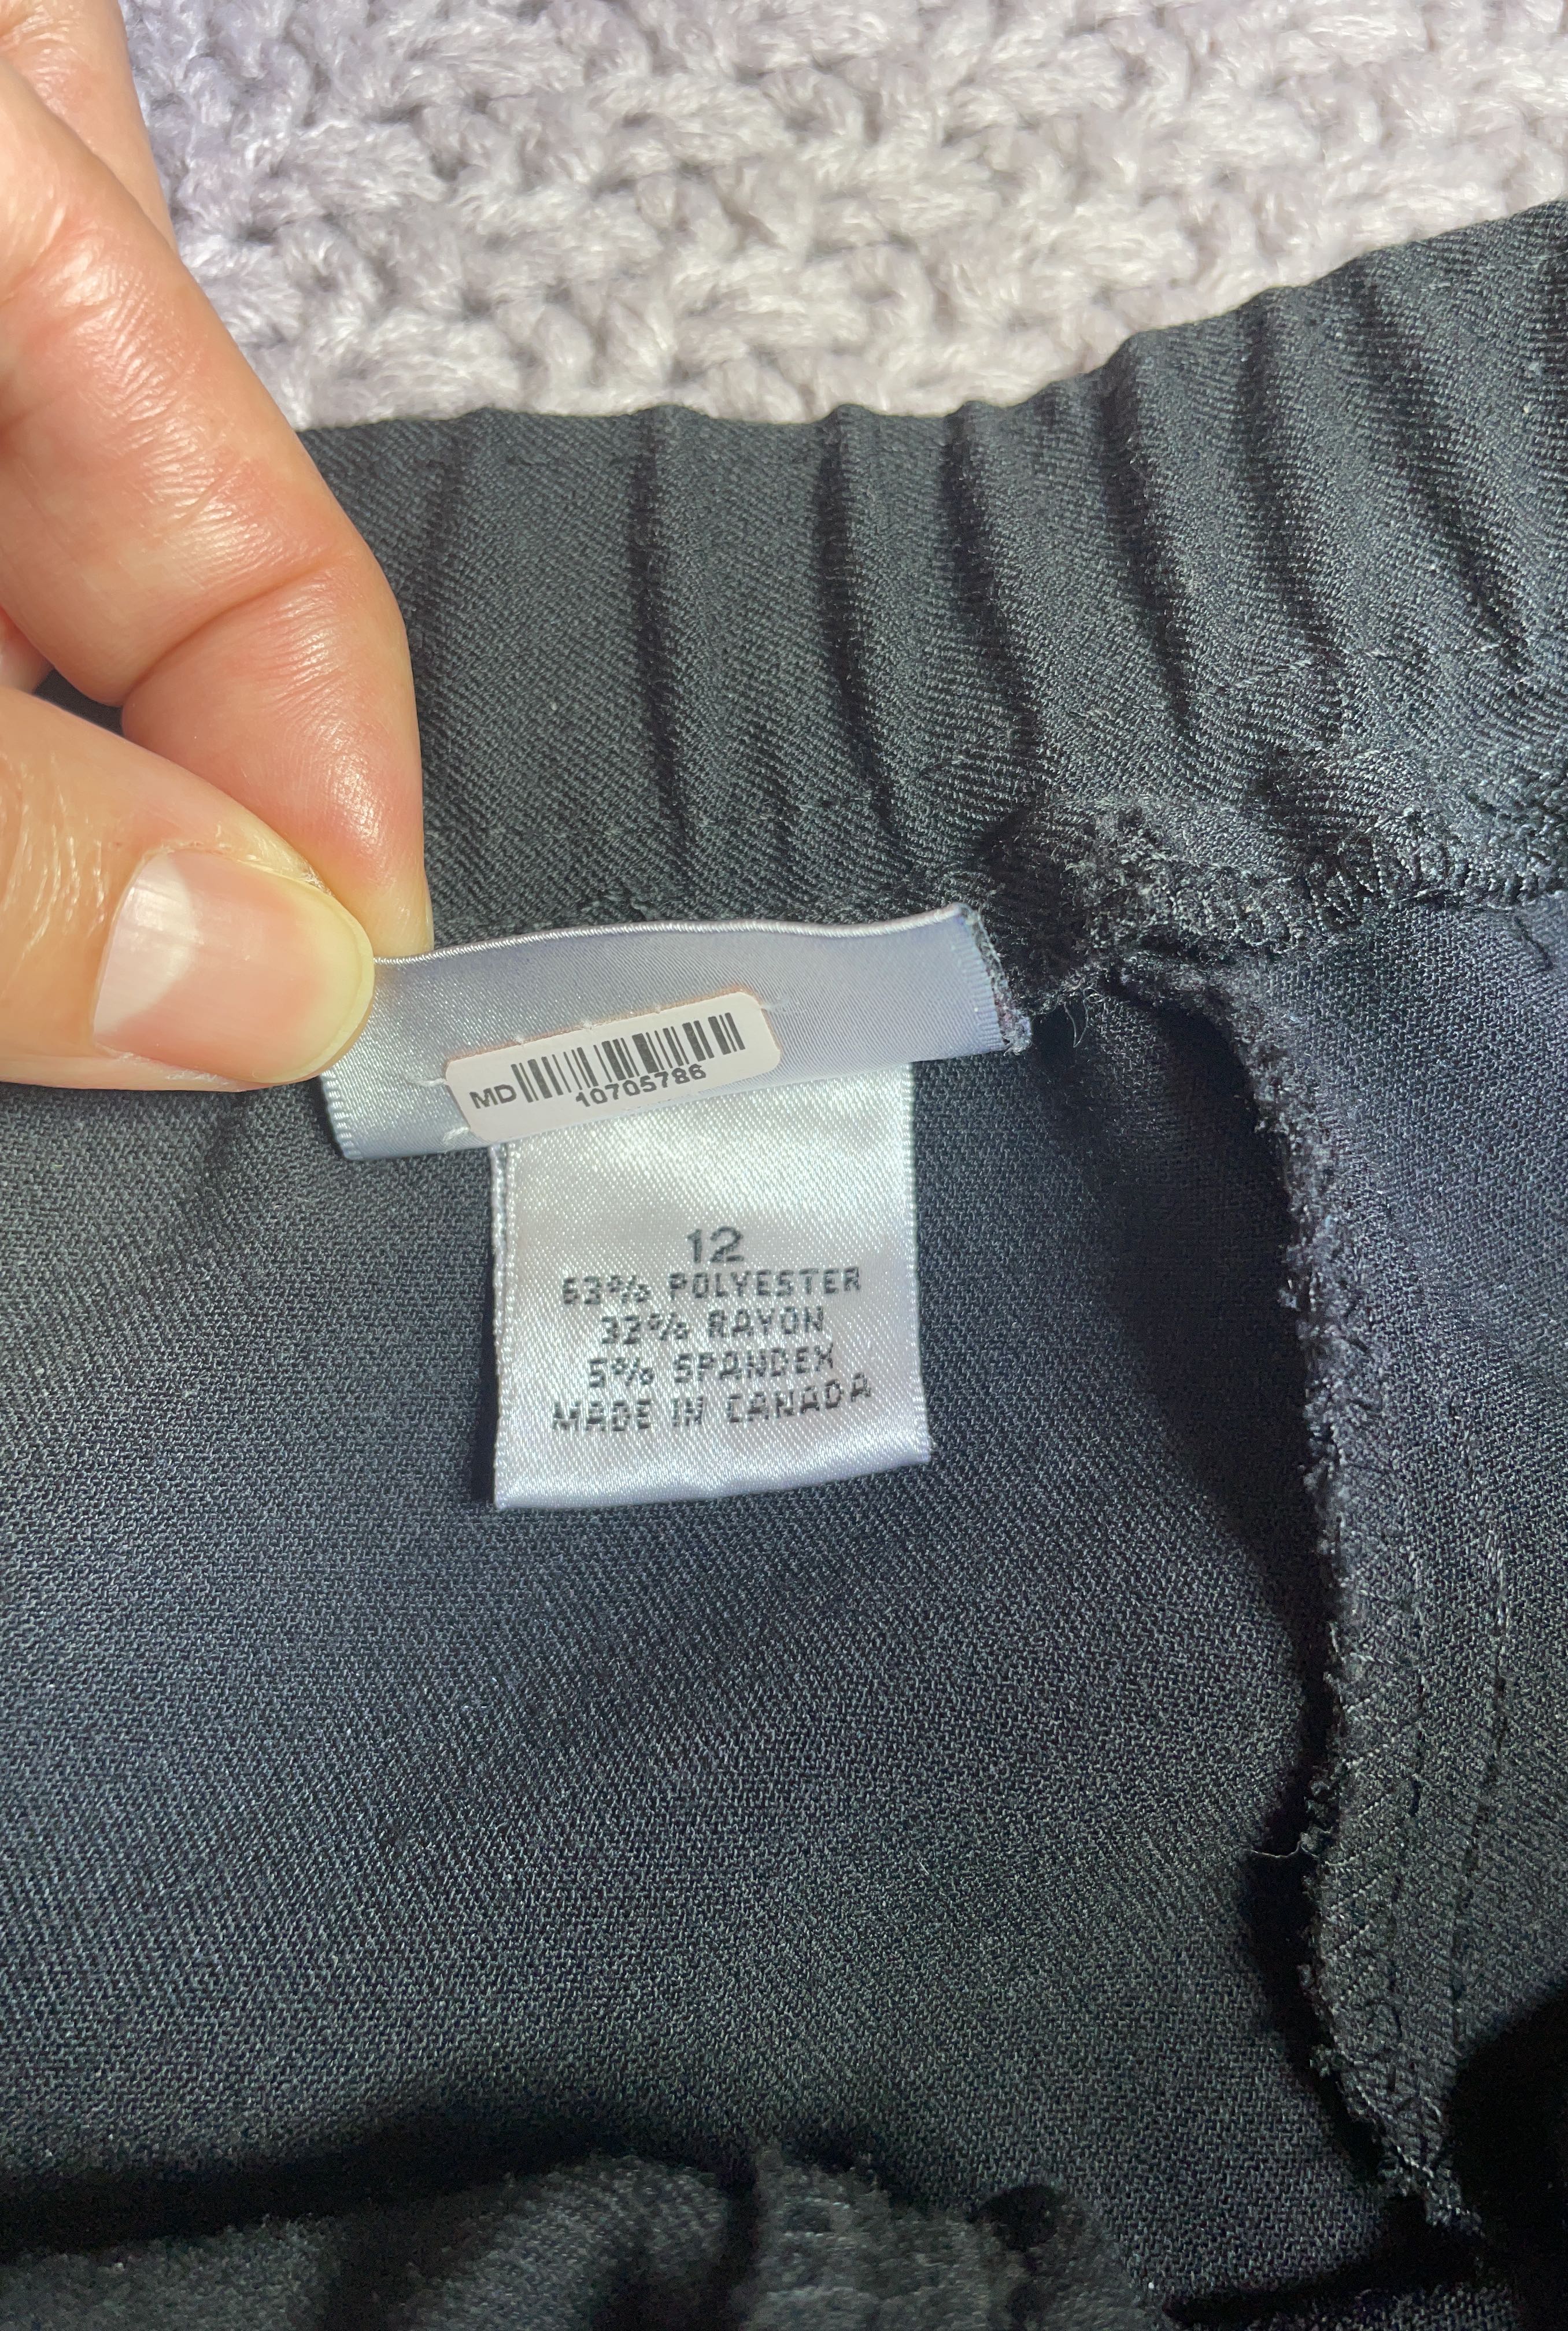 MD
10705786
12
63% POLYESTER
32% RAYON
5% SPANDEX
MADE IN CANADA